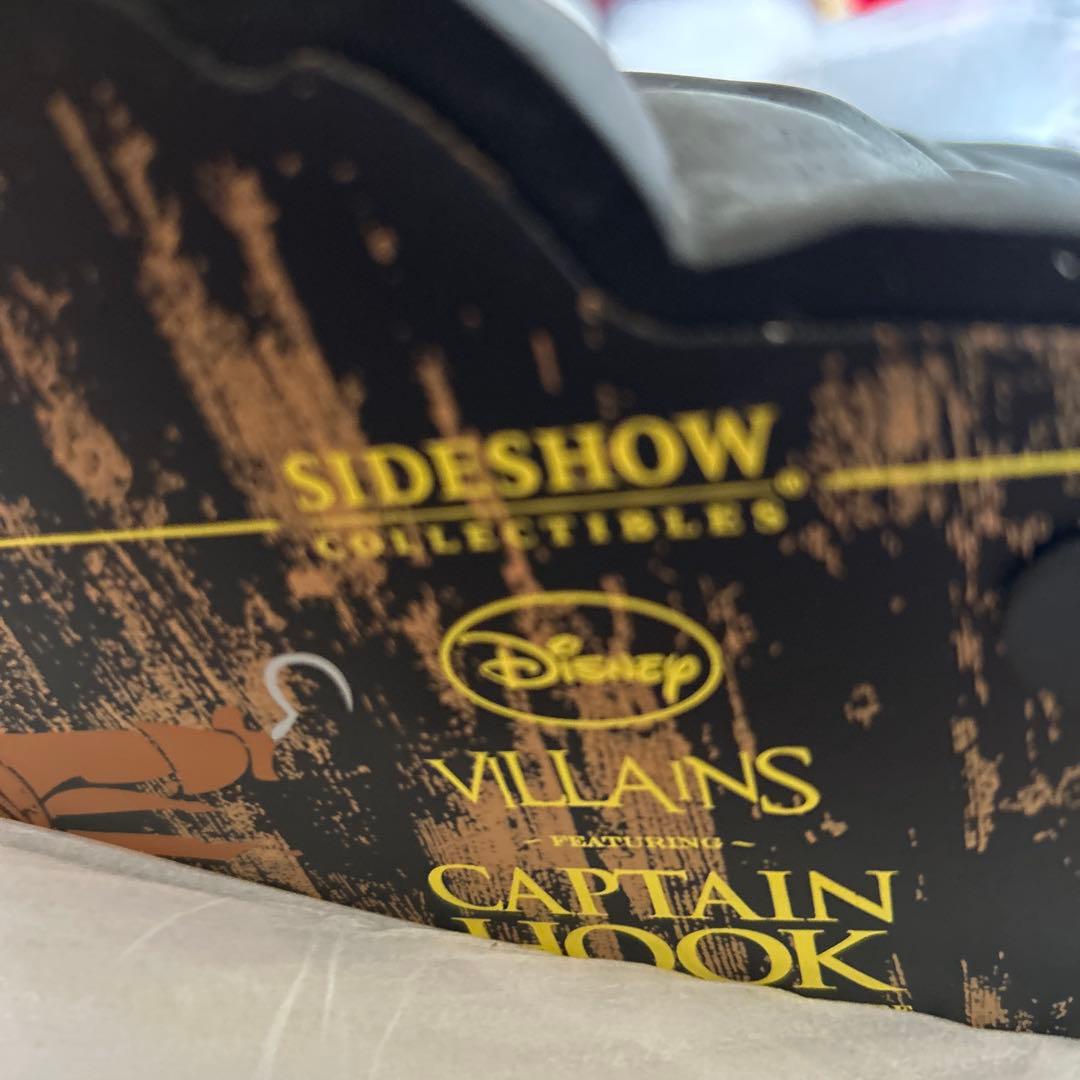 SIDESHOW
COLLECTIBLES
Disney
VILLAINS
~ FEATURING ~
CAPTAIN
HOOK